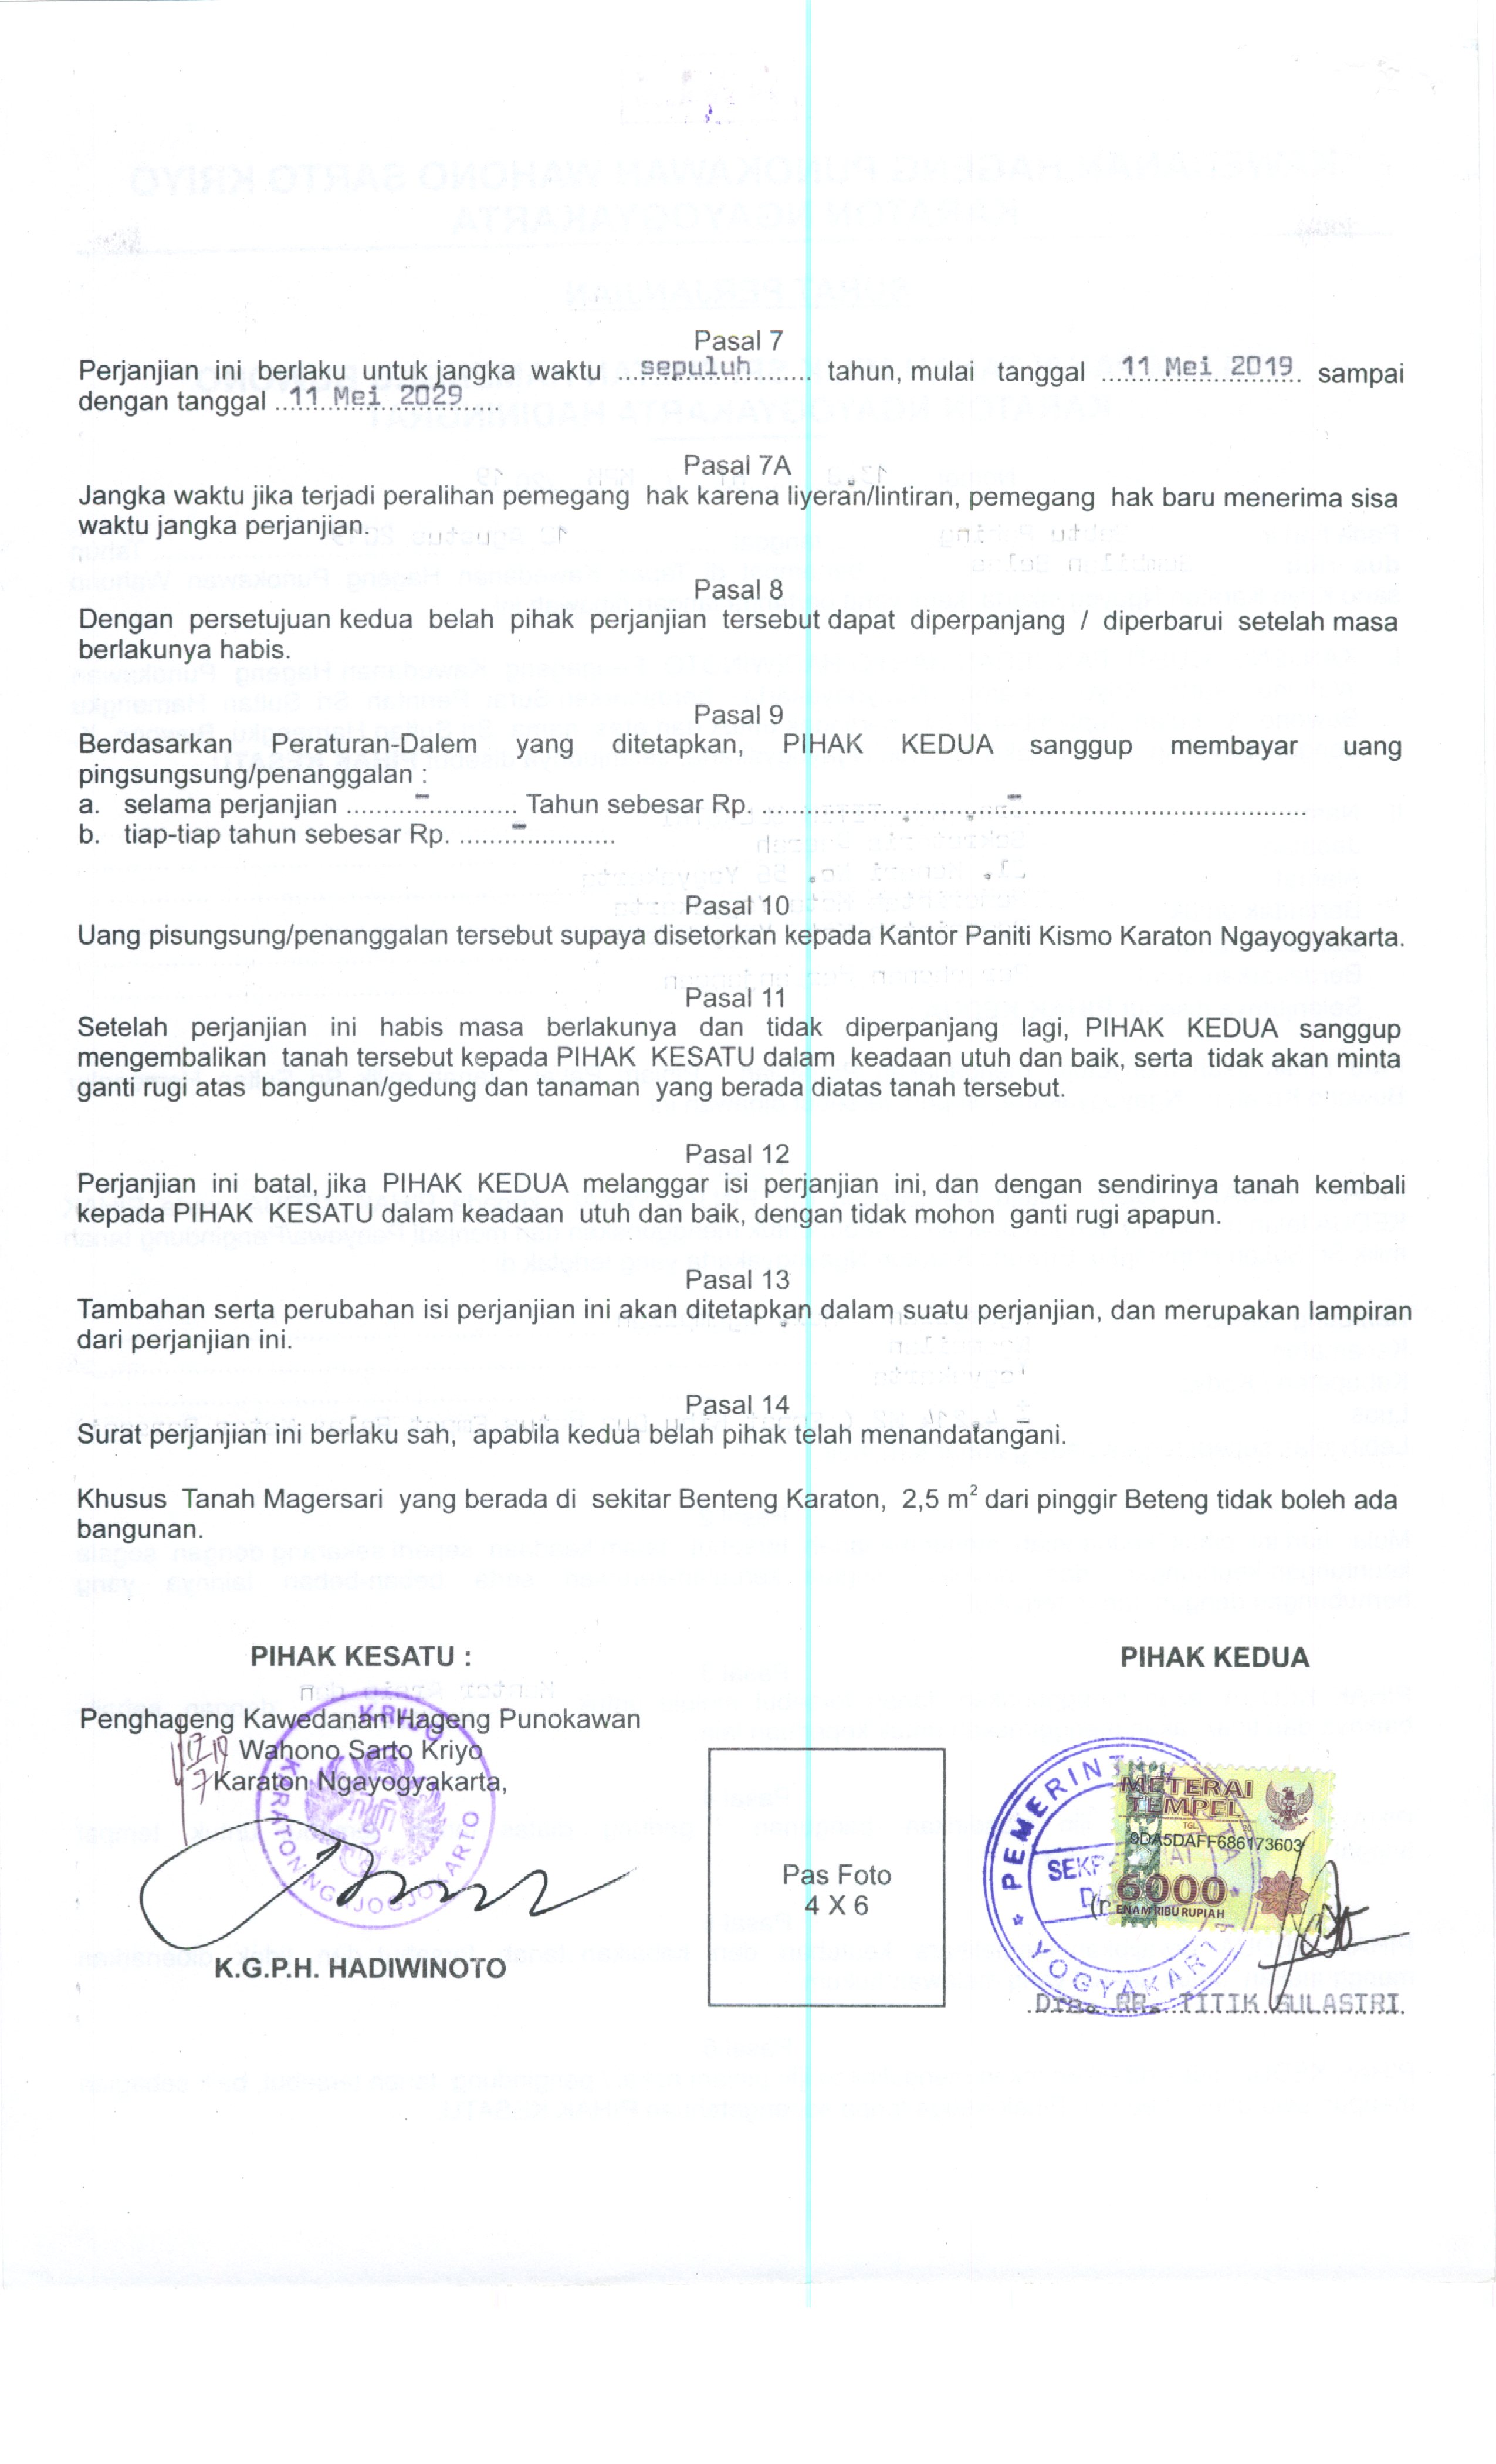 Pasal 7
Perjanjian ini berlaku untuk jangka waktu ...sepuluh......... tahun, mulai tanggal ..11 Mei 2019. sampai
dengan tanggal ..11 Mei 2029.....
Pasal 7A
Jangka waktu jika terjadi peralihan pemegang hak karena liyeran/lintiran, pemegang hak baru menerima sisa
waktu jangka perjanjian.
Pasal 8
Dengan persetujuan kedua belah pihak perjanjian tersebut dapat diperpanjang / diperbarui setelah masa
berlakunya habis.
Pasal 9
Berdasarkan Peraturan-Dalem yang ditetapkan, PIHAK KEDUA sanggup membayar uang
pingsungsung/penanggalan :
a. selama perjanjian .........-............ Tahun sebesar Rp. ..............................-..............................
b. tiap-tiap tahun sebesar Rp. .......-............
Pasal 10
Uang pisungsung/penanggalan tersebut supaya disetorkan kepada Kantor Paniti Kismo Karaton Ngayogyakarta.
Pasal 11
Setelah perjanjian ini habis masa berlakunya dan tidak diperpanjang lagi, PIHAK KEDUA sanggup
mengembalikan tanah tersebut kepada PIHAK KESATU dalam keadaan utuh dan baik, serta tidak akan minta
ganti rugi atas bangunan/gedung dan tanaman yang berada diatas tanah tersebut.
Pasal 12
Perjanjian ini batal, jika PIHAK KEDUA melanggar isi perjanjian ini, dan dengan sendirinya tanah kembali
kepada PIHAK KESATU dalam keadaan utuh dan baik, dengan tidak mohon ganti rugi apapun.
Pasal 13
Tambahan serta perubahan isi perjanjian ini akan ditetapkan dalam suatu perjanjian, dan merupakan lampiran
dari perjanjian ini.
Pasal 14
Surat perjanjian ini berlaku sah, apabila kedua belah pihak telah menandatangani.
Khusus Tanah Magersari yang berada di sekitar Benteng Karaton, 2,5 m² dari pinggir Beteng tidak boleh ada
bangunan.
PIHAK KESATU :
PIHAK KEDUA
Penghageng Kawedanan Hageng Punokawan
Wahono Sarto Kriyo
Karaton Ngayogyakarta,
KRIJO
KARATON NGAJOGJOKARTO
K.G.P.H. HADIWINOTO
Pas Foto
4 X 6
PEMERINT
SEKR
YOGYAKART
METERAI
TEMPEL
TGL
20
9DA5DAFF686173603
6000
ENAM RIBU RUPIAH
Dra. RR. TITIK SULASTRI.